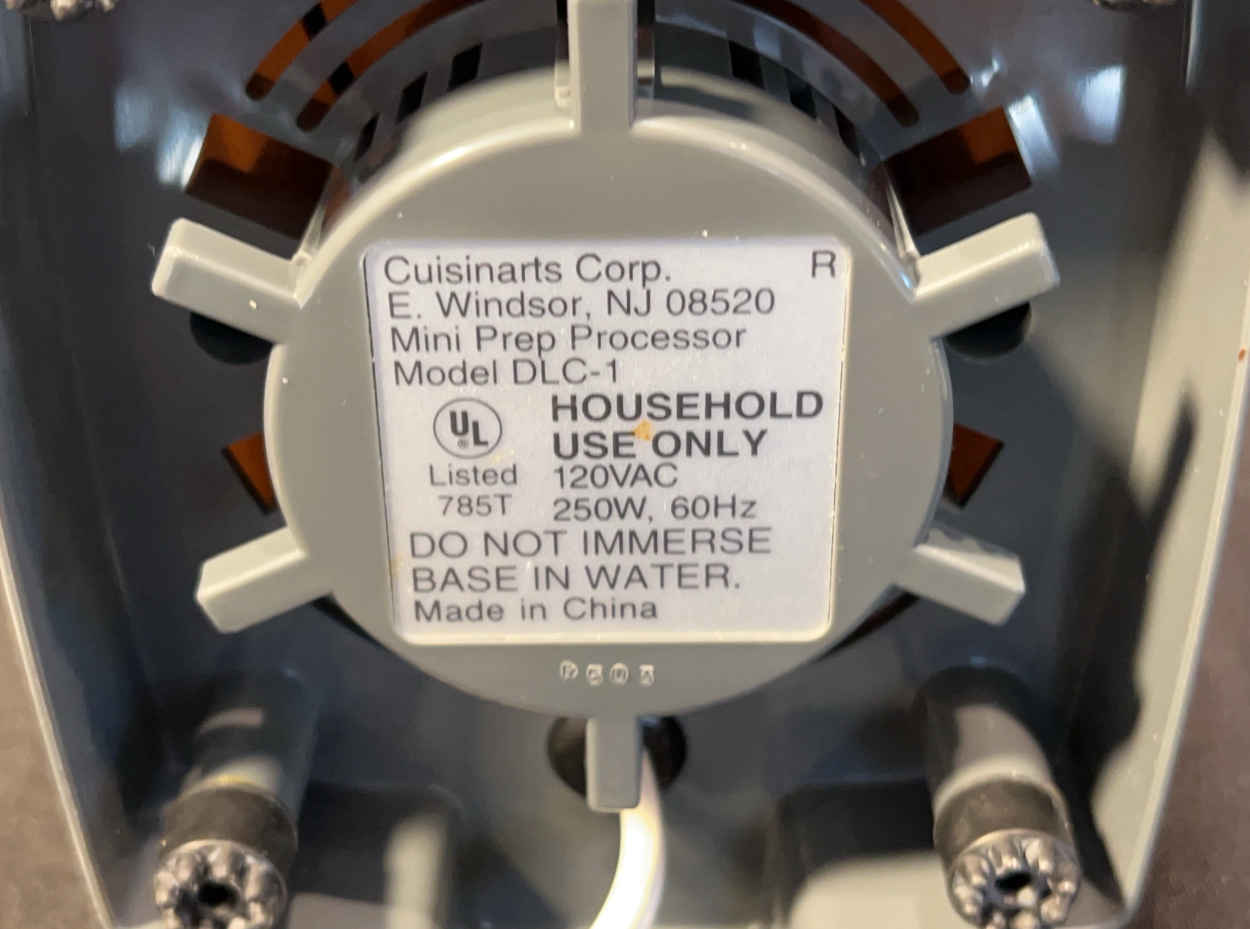 Cuisinarts Corp. R
E. Windsor, NJ 08520
Mini Prep Processor
Model DLC-1
UL ® HOUSEHOLD
USE ONLY
Listed 120VAC
785T 250W, 60Hz
DO NOT IMMERSE
BASE IN WATER.
Made in China